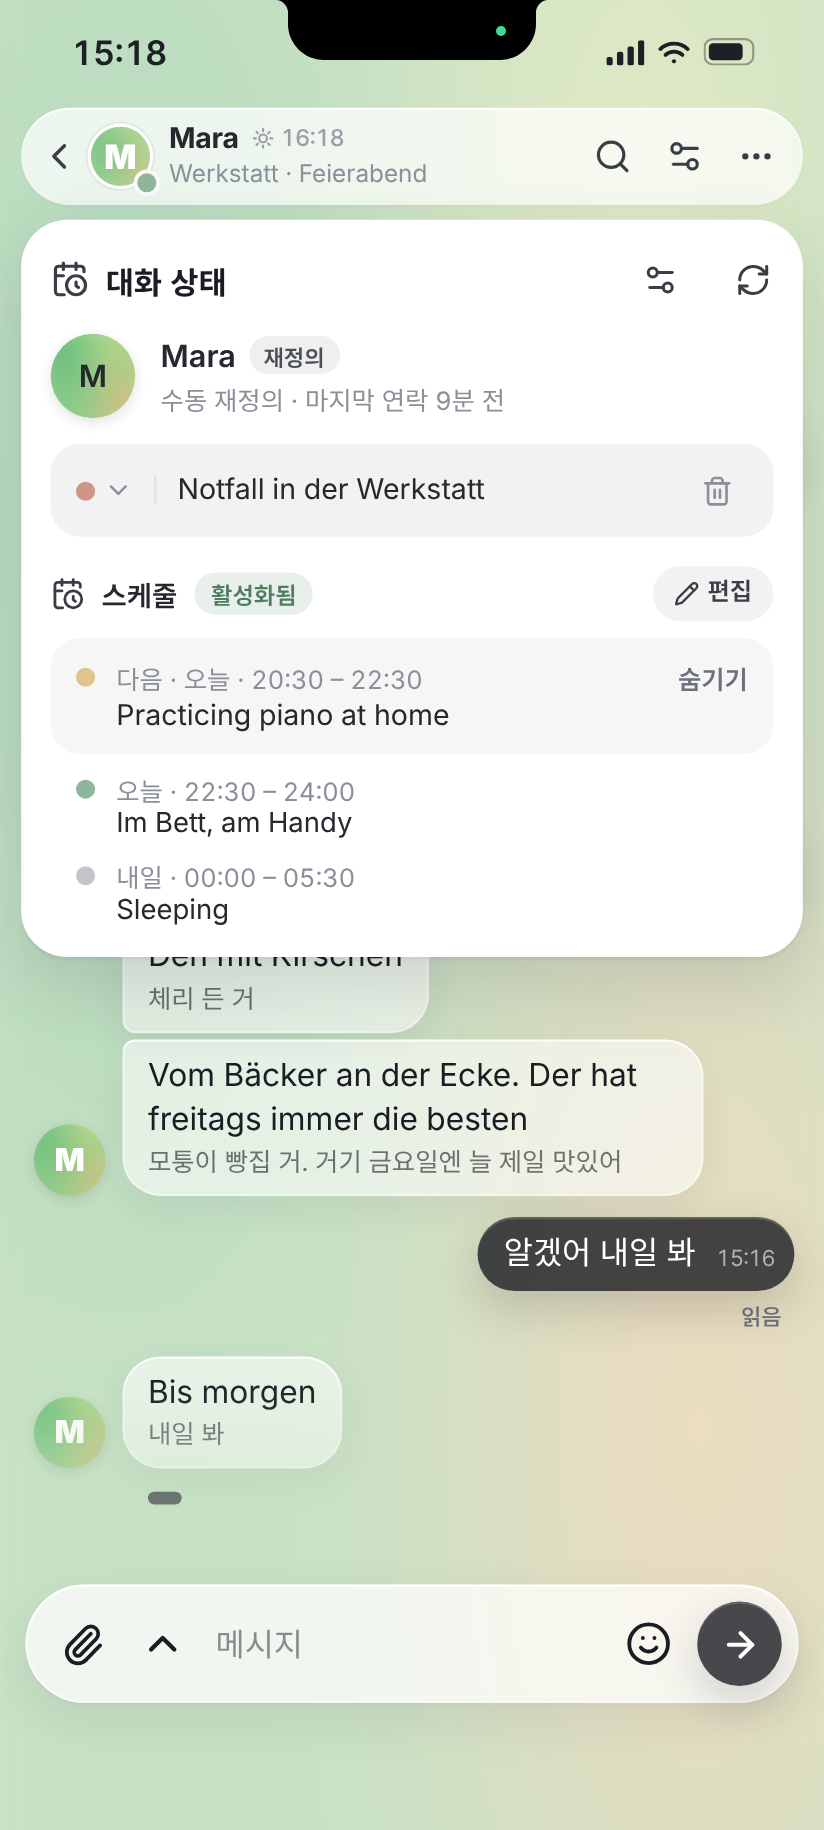 15:18
M
Mara 16:18
Werkstatt · Feierabend
대화 상태
M
Mara 재정의
수동 재정의 · 마지막 연락 9분 전
Notfall in der Werkstatt
스케줄 활성화됨 편집
다음 · 오늘 · 20:30 – 22:30 숨기기
Practicing piano at home
오늘 · 22:30 – 24:00
Im Bett, am Handy
내일 · 00:00 – 05:30
Sleeping
Den mit Kirschen
체리 든 거
Vom Bäcker an der Ecke. Der hat
freitags immer die besten
모퉁이 빵집 거. 거기 금요일엔 늘 제일 맛있어
M
알겠어 내일 봐 15:16
읽음
Bis morgen
내일 봐
M
메시지